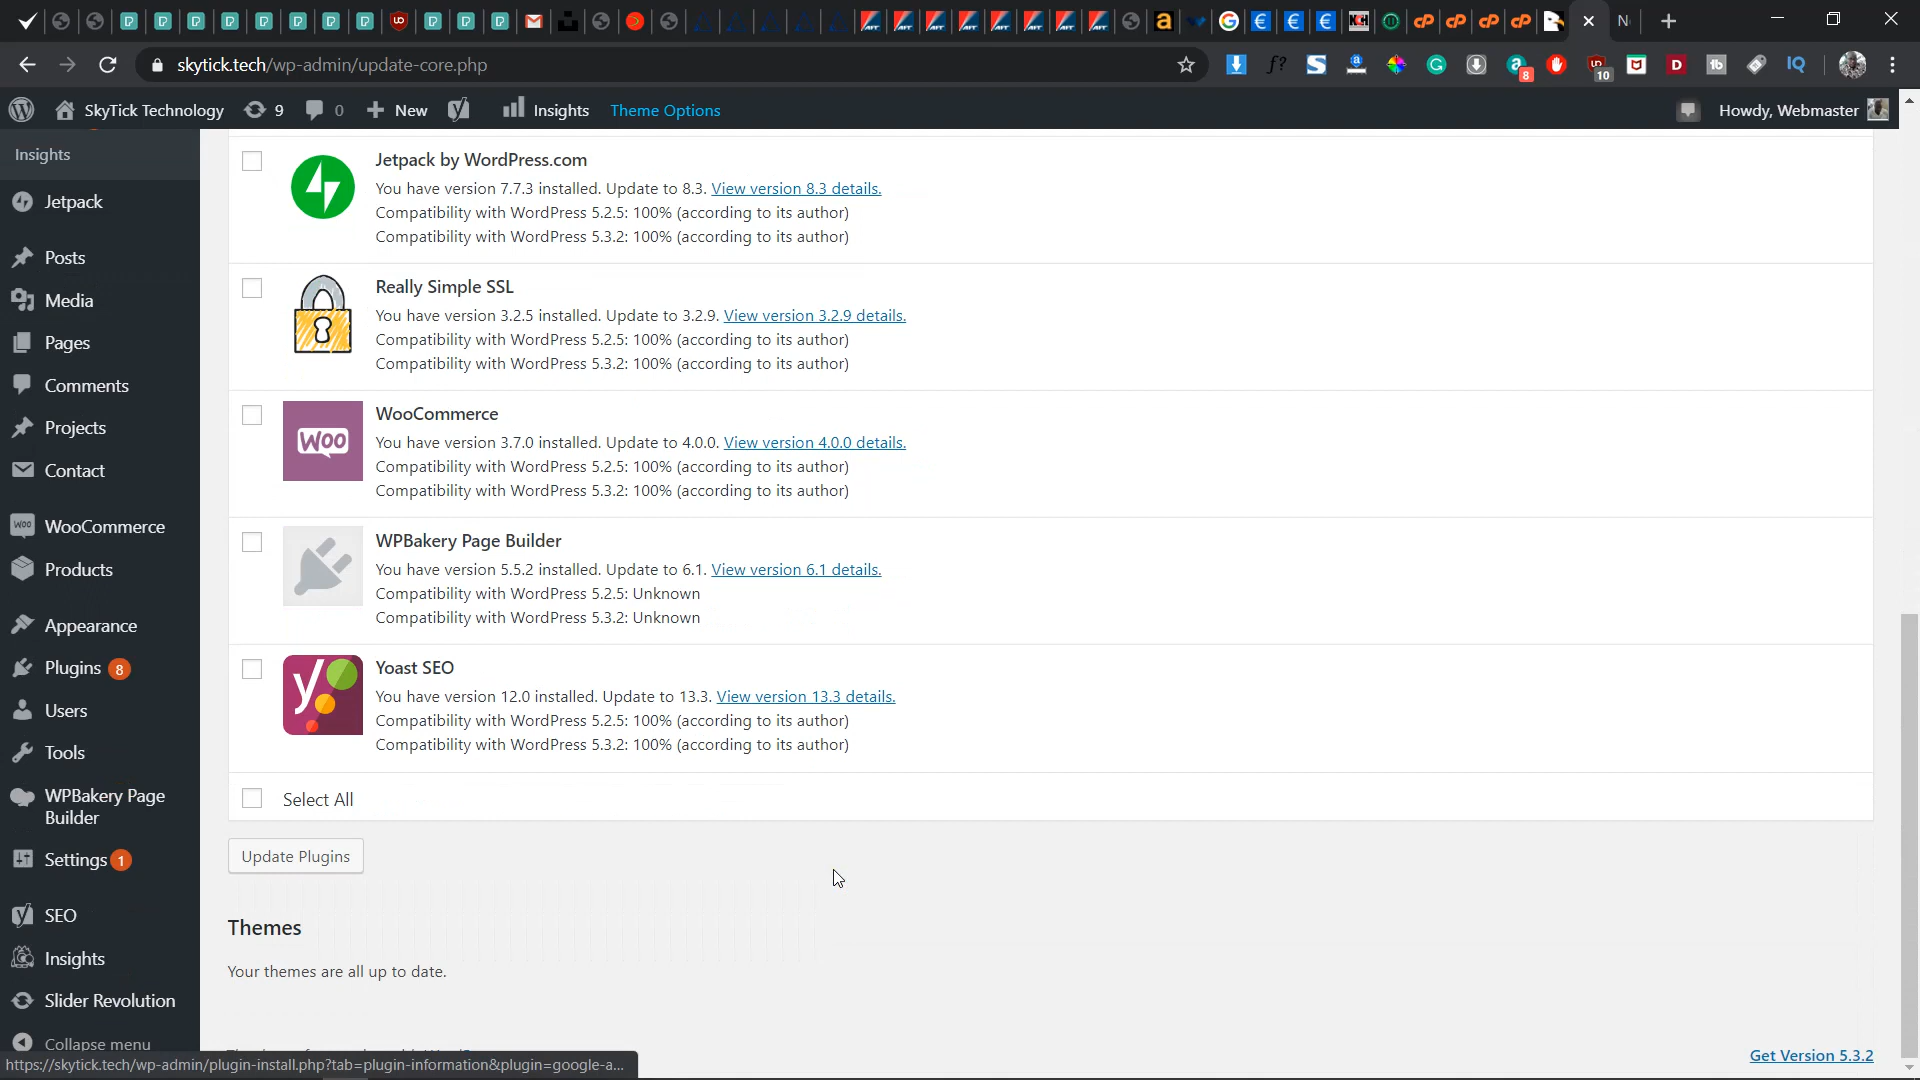 skytick.tech/wp-admin/update-core.php
8
10
SkyTick Technology
9
0
New
Insights
Theme Options
Howdy, Webmaster
Insights
Jetpack
Posts
Media
Pages
Comments
Projects
Contact
WooCommerce
Products
Appearance
Plugins 8
Users
Tools
WPBakery Page
Builder
Settings 1
SEO
Insights
Slider Revolution
Collapse menu
Jetpack by WordPress.com
You have version 7.7.3 installed. Update to 8.3. View version 8.3 details.
Compatibility with WordPress 5.2.5: 100% (according to its author)
Compatibility with WordPress 5.3.2: 100% (according to its author)
Really Simple SSL
You have version 3.2.5 installed. Update to 3.2.9. View version 3.2.9 details.
Compatibility with WordPress 5.2.5: 100% (according to its author)
Compatibility with WordPress 5.3.2: 100% (according to its author)
Woo
WooCommerce
You have version 3.7.0 installed. Update to 4.0.0. View version 4.0.0 details.
Compatibility with WordPress 5.2.5: 100% (according to its author)
Compatibility with WordPress 5.3.2: 100% (according to its author)
WPBakery Page Builder
You have version 5.5.2 installed. Update to 6.1. View version 6.1 details.
Compatibility with WordPress 5.2.5: Unknown
Compatibility with WordPress 5.3.2: Unknown
Yoast SEO
You have version 12.0 installed. Update to 13.3. View version 13.3 details.
Compatibility with WordPress 5.2.5: 100% (according to its author)
Compatibility with WordPress 5.3.2: 100% (according to its author)
Select All
Update Plugins
Themes
Your themes are all up to date.
Get Version 5.3.2
https://skytick.tech/wp-admin/plugin-install.php?tab=plugin-information&plugin=google-a...